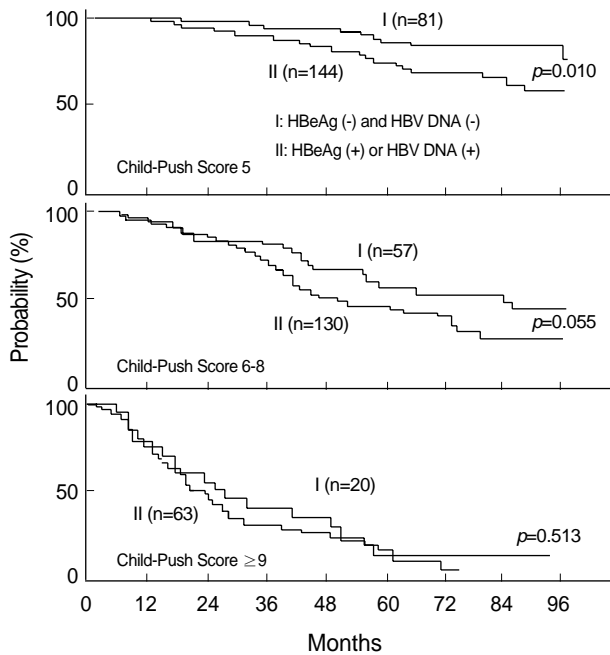 100
50
0
I (n=81)
II (n=144)
p=0.010
I: HBeAg (-) and HBV DNA (-)
II: HBeAg (+) or HBV DNA (+)
Child-Push Score 5
100
50
0
I (n=57)
II (n=130)
p=0.055
Child-Push Score 6-8
100
50
0
I (n=20)
II (n=63)
p=0.513
Child-Push Score ≥9
Probability (%)
0 12 24 36 48 60 72 84 96
Months